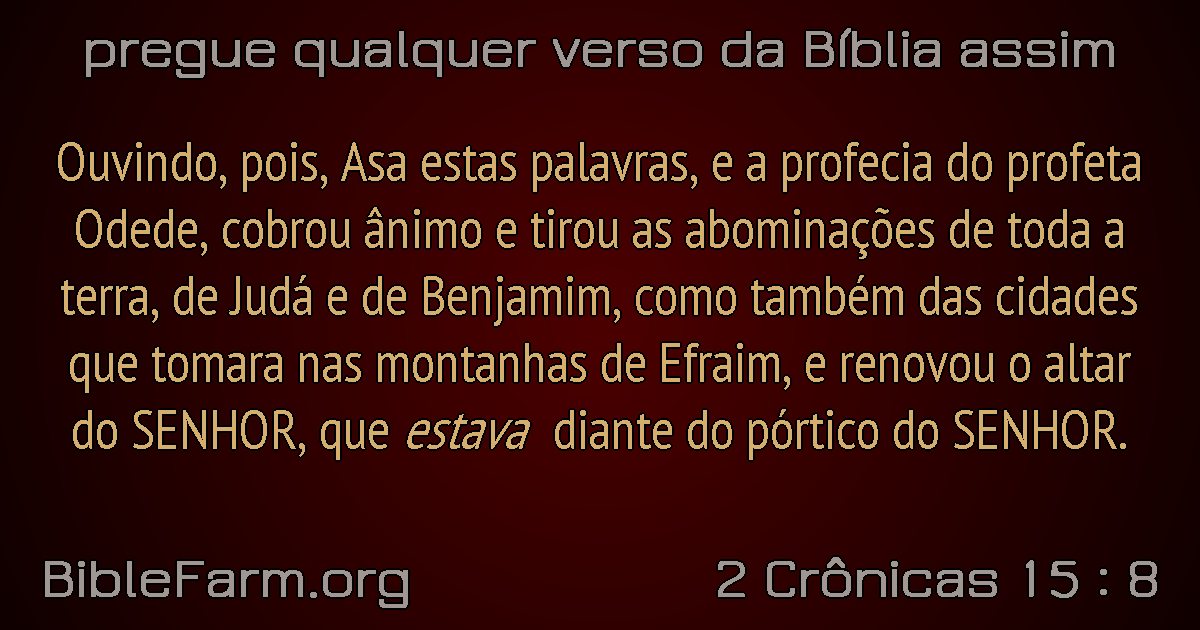 pregue qualquer verso da Bíblia assim
Ouvindo, pois, Asa estas palavras, e a profecia do profeta
Odede, cobrou ânimo e tirou as abominações de toda a
terra, de Judá e de Benjamim, como também das cidades
que tomara nas montanhas de Efraim, e renovou o altar
do SENHOR, que estava diante do pórtico do SENHOR.
BibleFarm.org
2 Crônicas 15 : 8